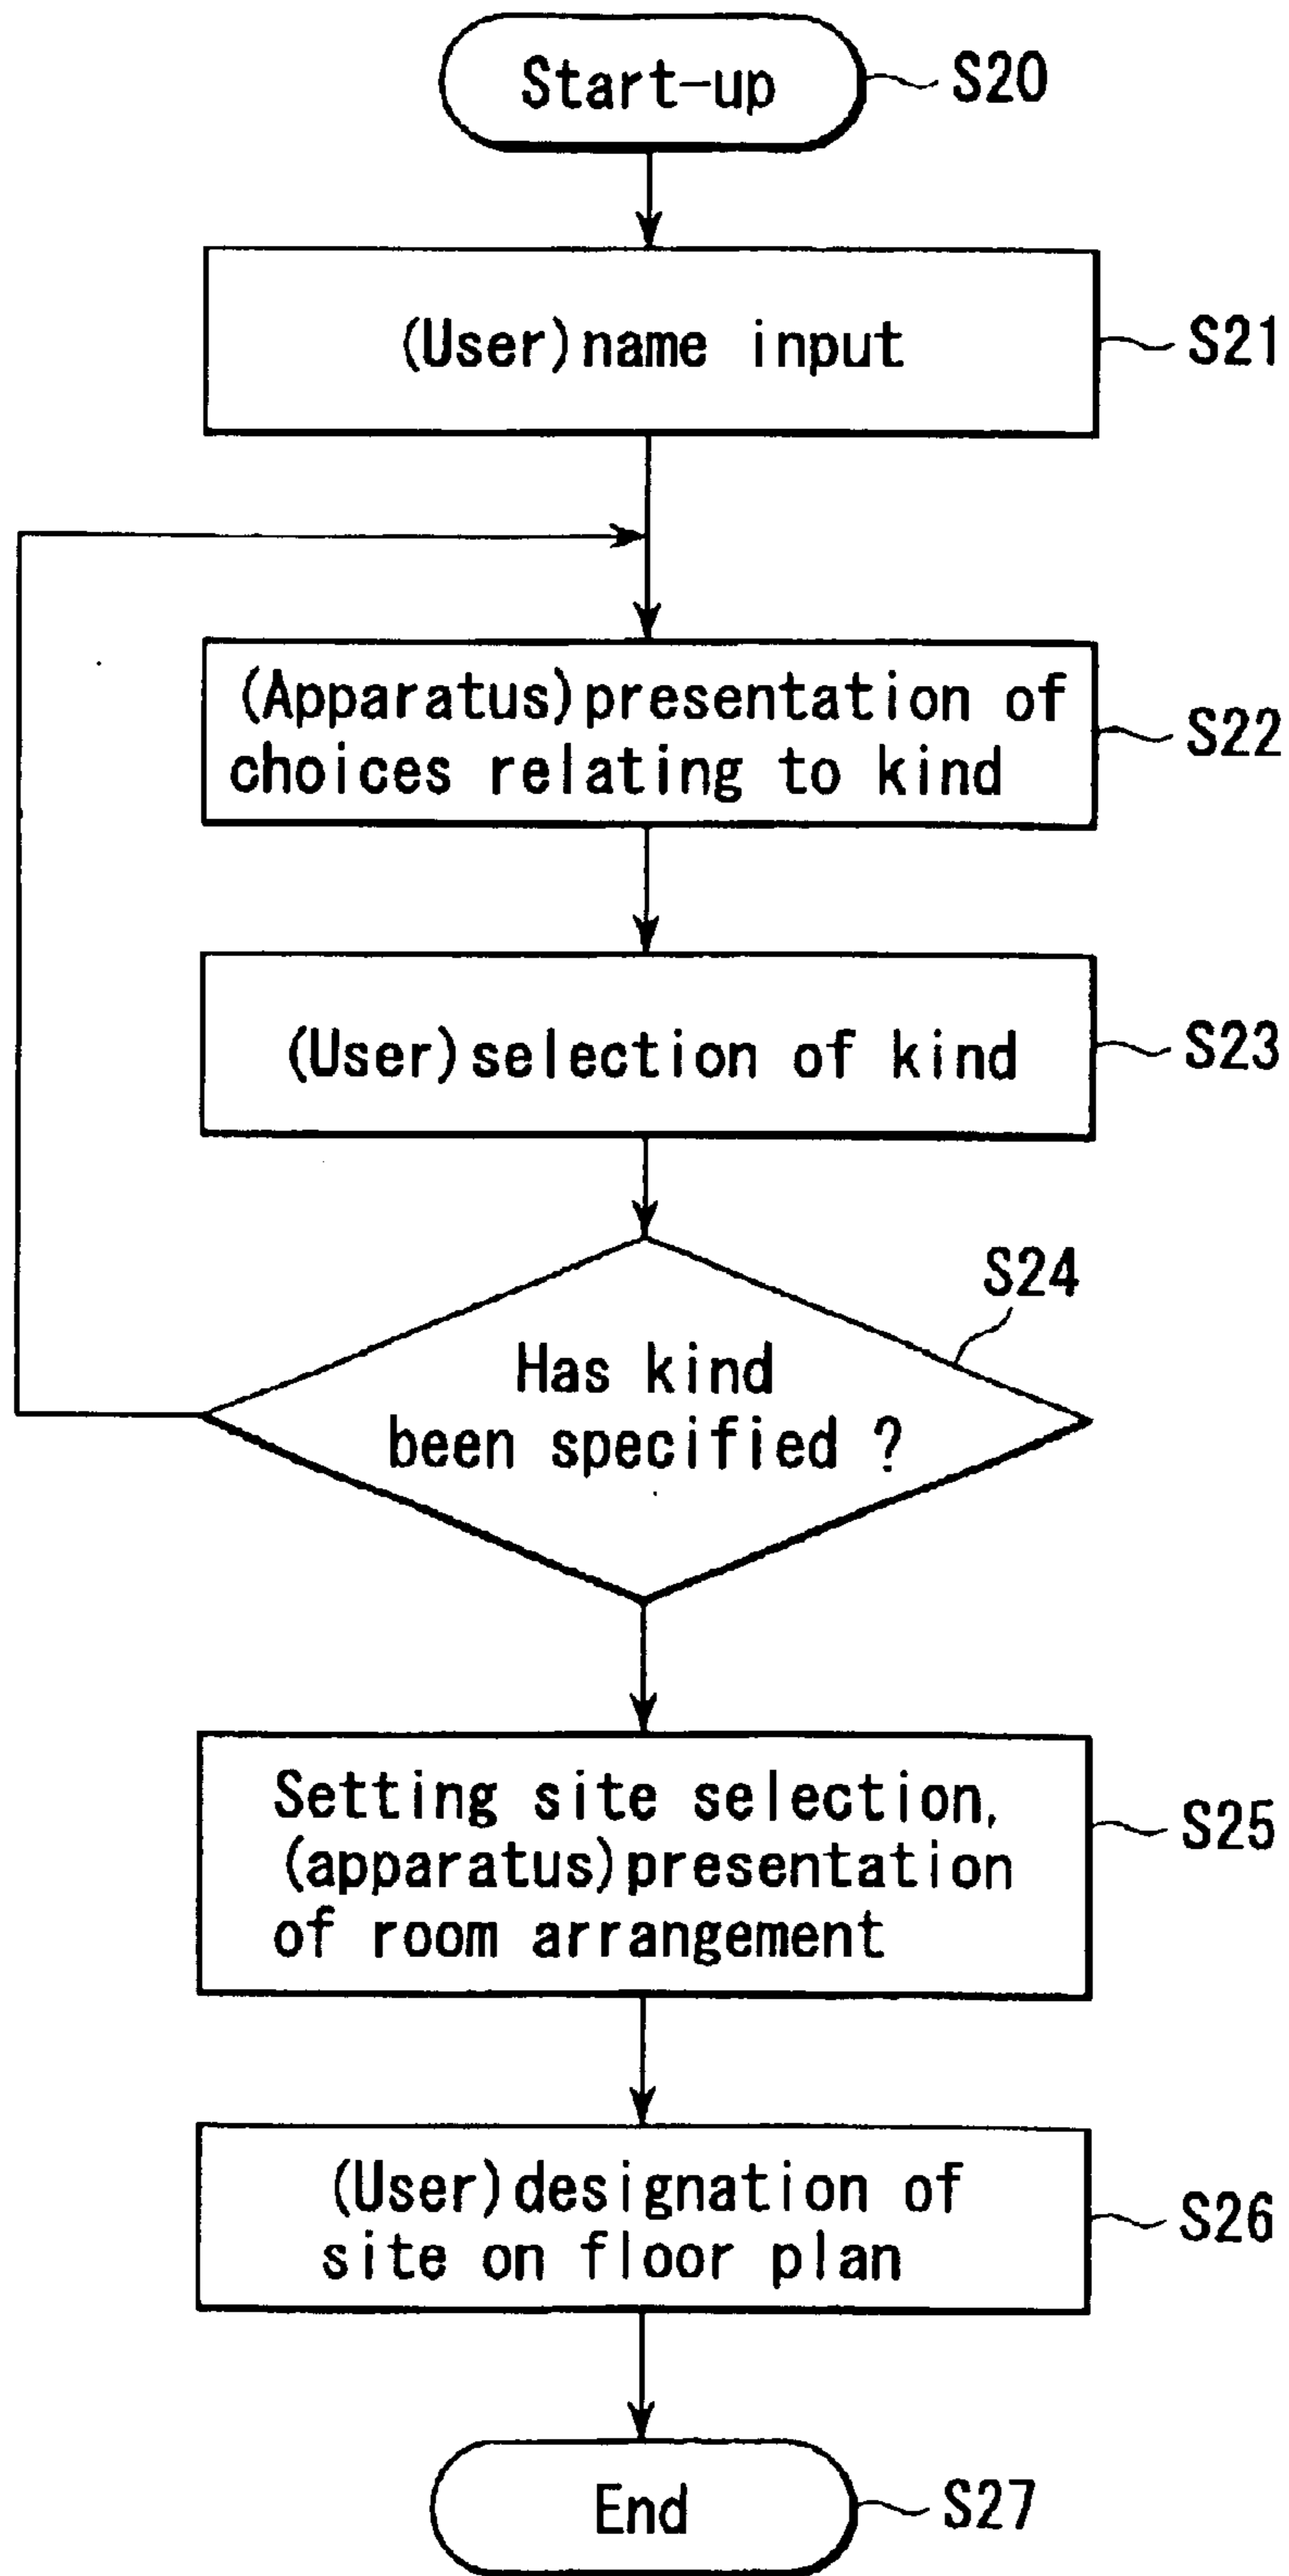 Start-up
S20
(User)name input
S21
(Apparatus)presentation of
choices relating to kind
S22
(User)selection of kind
S23
S24
Has kind
been specified ?
Setting site selection,
(apparatus)presentation
of room arrangement
S25
(User)designation of
site on floor plan
S26
End
S27